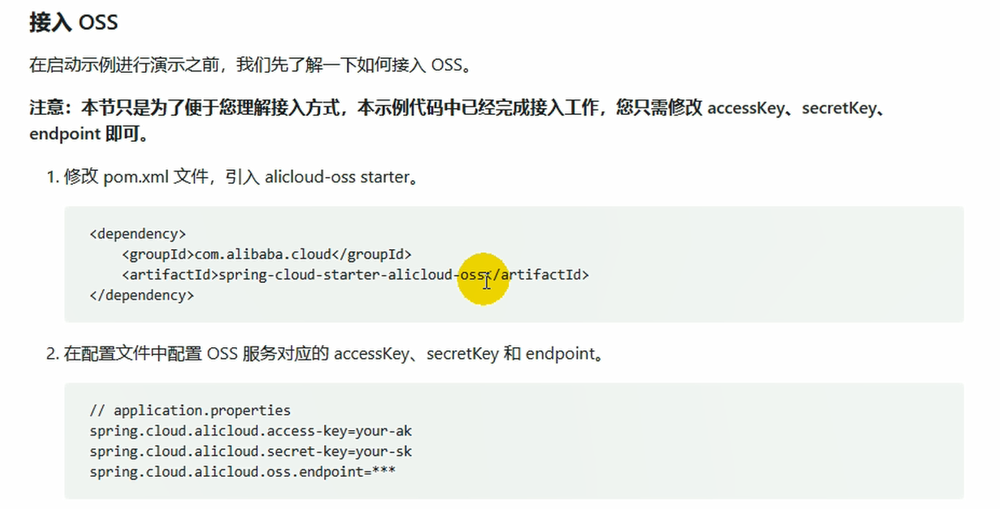 接入 OSS
在启动示例进行演示之前，我们先了解一下如何接入 OSS。
注意：本节只是为了便于您理解接入方式，本示例代码中已经完成接入工作，您只需修改 accessKey、secretKey、
endpoint 即可。
1. 修改 pom.xml 文件，引入 alicloud-oss starter。
<dependency>
    <groupId>com.alibaba.cloud</groupId>
    <artifactId>spring-cloud-starter-alicloud-oss</artifactId>
</dependency>
2. 在配置文件中配置 OSS 服务对应的 accessKey、secretKey 和 endpoint。
// application.properties
spring.cloud.alicloud.access-key=your-ak
spring.cloud.alicloud.secret-key=your-sk
spring.cloud.alicloud.oss.endpoint=***